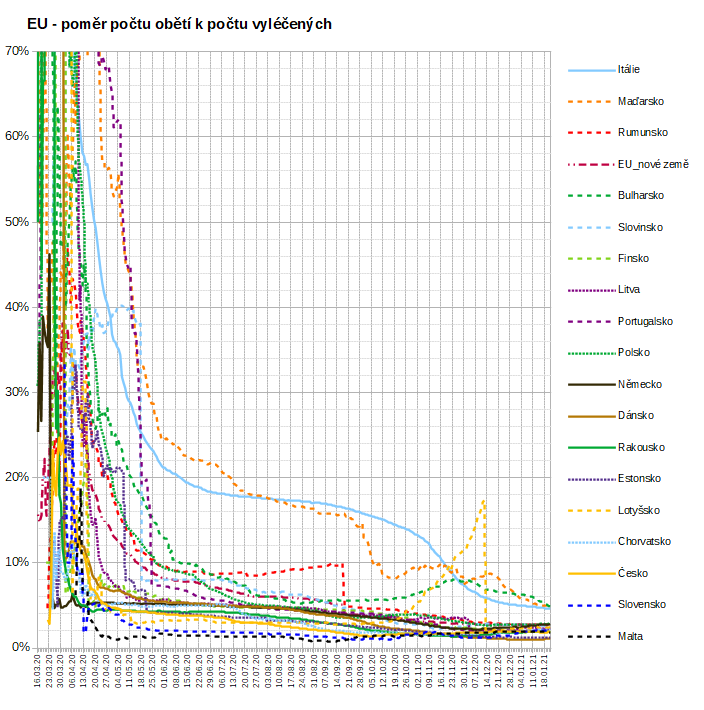 EU - poměr počtu obětí k počtu vyléčených
70%
60%
50%
40%
30%
20%
10%
0%
Itálie
Maďarsko
Rumunsko
EU_nové země
Bulharsko
Slovinsko
Finsko
Litva
Portugalsko
Polsko
Německo
Dánsko
Rakousko
Estonsko
Lotyšsko
Chorvatsko
Česko
Slovensko
Malta
16.03.20
23.03.20
30.03.20
06.04.20
13.04.20
20.04.20
27.04.20
04.05.20
11.05.20
18.05.20
25.05.20
01.06.20
08.06.20
15.06.20
22.06.20
29.06.20
06.07.20
13.07.20
20.07.20
27.07.20
03.08.20
10.08.20
17.08.20
24.08.20
31.08.20
07.09.20
14.09.20
21.09.20
28.09.20
05.10.20
12.10.20
19.10.20
26.10.20
02.11.20
09.11.20
16.11.20
23.11.20
30.11.20
07.12.20
14.12.20
21.12.20
28.12.20
04.01.21
11.01.21
18.01.21